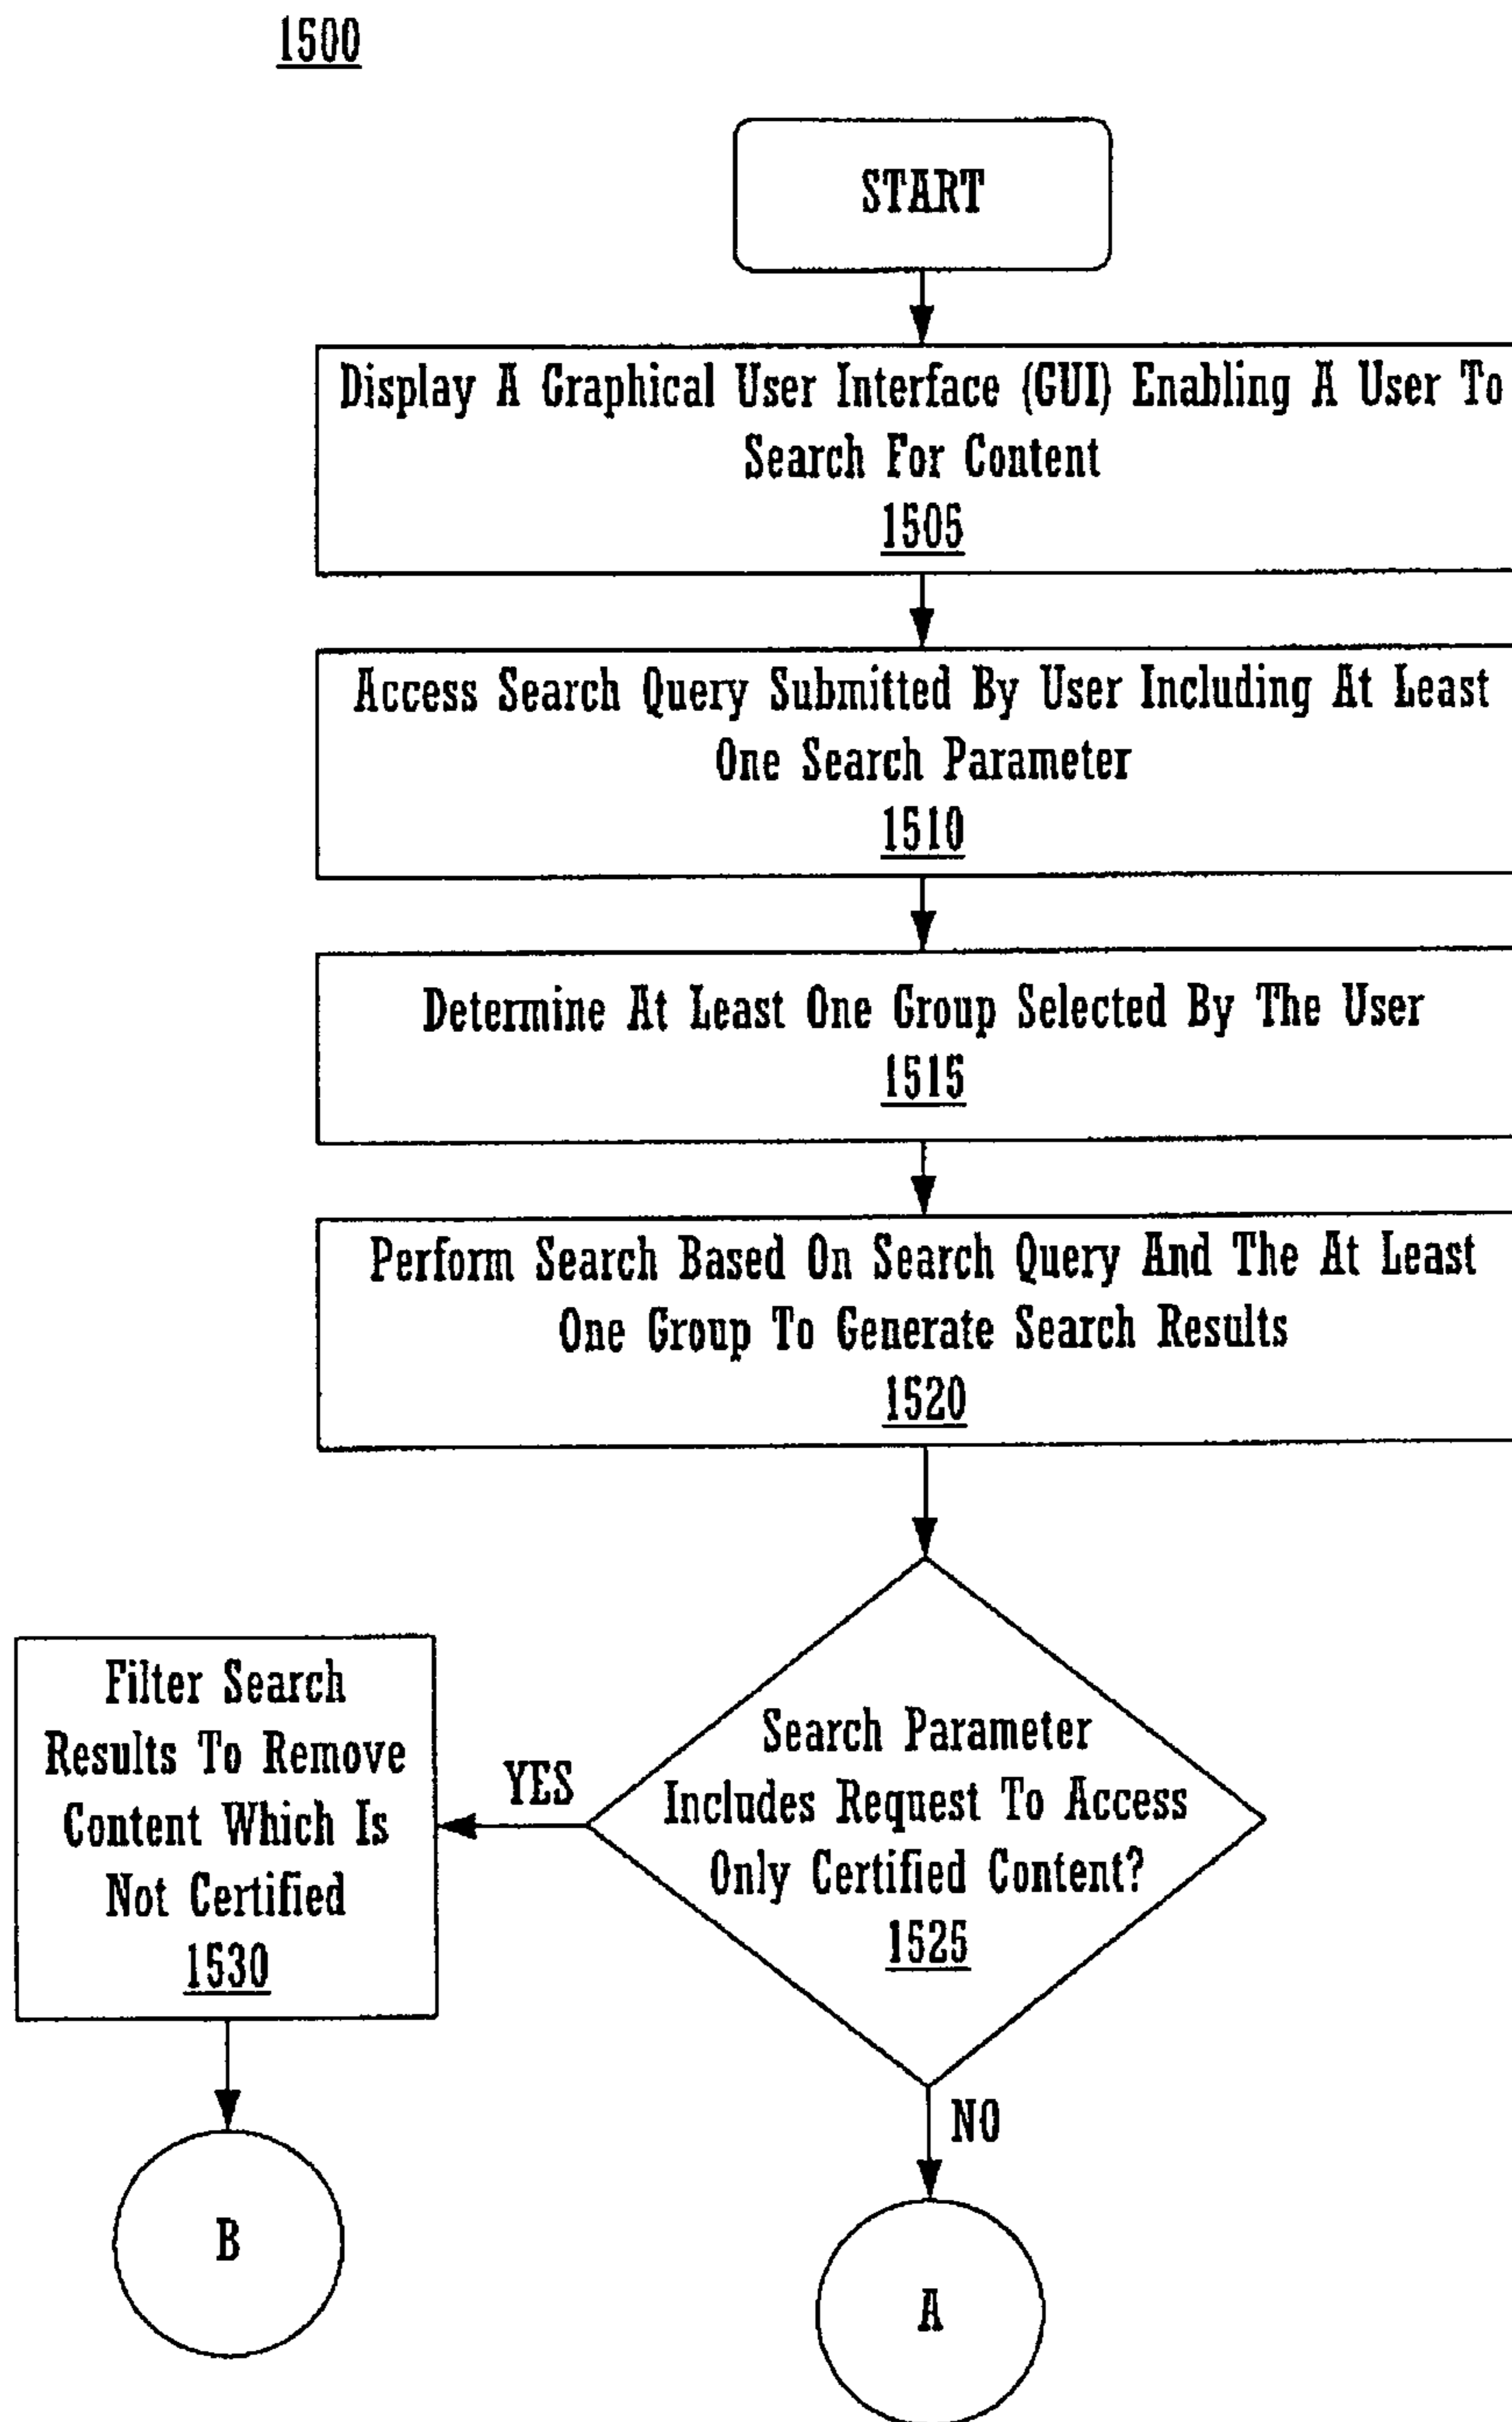 1500
START
Display A Graphical User Interface (GUI) Enabling A User To
Search For Content
1505
Access Search Query Submitted By User Including At Least
One Search Parameter
1510
Determine At Least One Group Selected By The User
1515
Perform Search Based On Search Query And The At Least
One Group To Generate Search Results
1520
Search Parameter
Includes Request To Access
Only Certified Content?
1525
YES
Filter Search
Results To Remove
Content Which Is
Not Certified
1530
NO
B
A